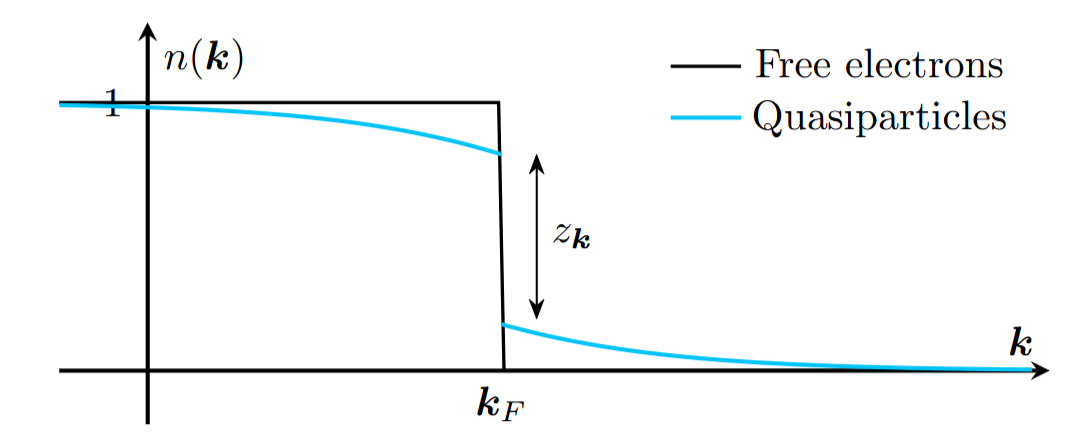 n(k)
Free electrons
1
Quasiparticles
z_k
k
k_F